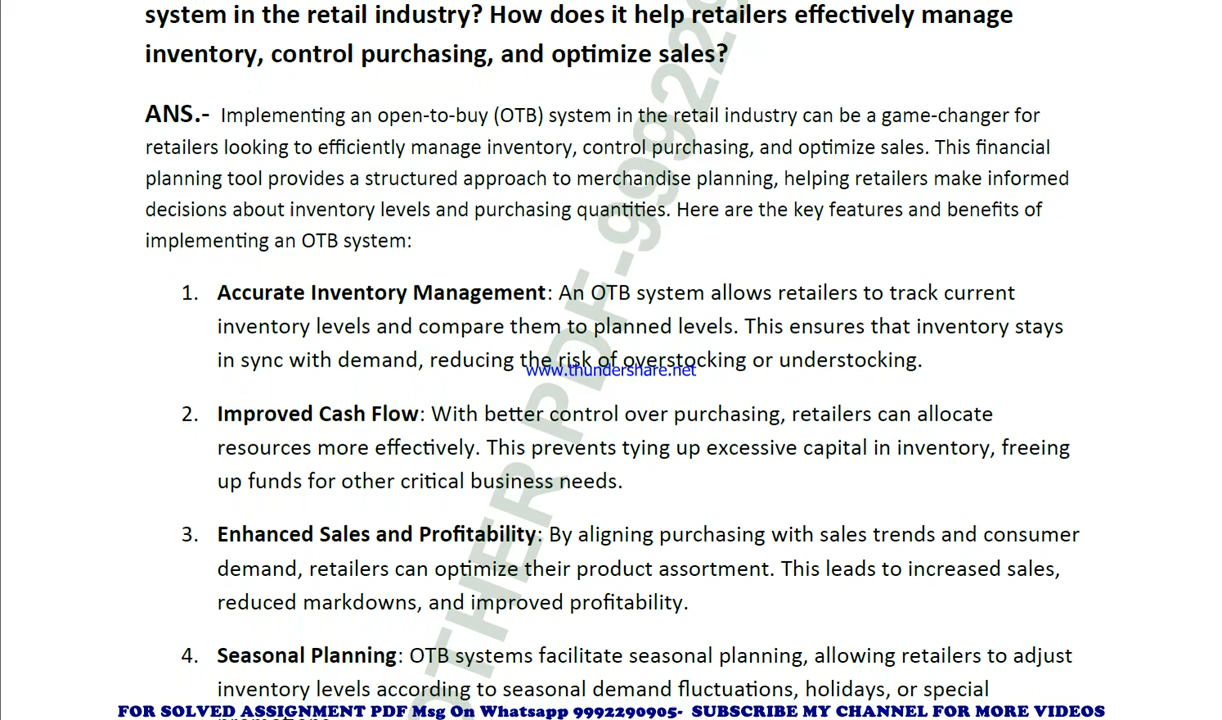 system in the retail industry? How does it help retailers effectively manage
inventory, control purchasing, and optimize sales?
ANS.- Implementing an open-to-buy (OTB) system in the retail industry can be a game-changer for
retailers looking to efficiently manage inventory, control purchasing, and optimize sales. This financial
planning tool provides a structured approach to merchandise planning, helping retailers make informed
decisions about inventory levels and purchasing quantities. Here are the key features and benefits of
implementing an OTB system:
1. Accurate Inventory Management: An OTB system allows retailers to track current
inventory levels and compare them to planned levels. This ensures that inventory stays
in sync with demand, reducing the risk of overstocking or understocking.
www.thundershare.net
2. Improved Cash Flow: With better control over purchasing, retailers can allocate
resources more effectively. This prevents tying up excessive capital in inventory, freeing
up funds for other critical business needs.
3. Enhanced Sales and Profitability: By aligning purchasing with sales trends and consumer
demand, retailers can optimize their product assortment. This leads to increased sales,
reduced markdowns, and improved profitability.
4. Seasonal Planning: OTB systems facilitate seasonal planning, allowing retailers to adjust
inventory levels according to seasonal demand fluctuations, holidays, or special
FOR SOLVED ASSIGNMENT PDF Msg On Whatsapp 9992290905- SUBSCRIBE MY CHANNEL FOR MORE VIDEOS
OTHER PDF-999229